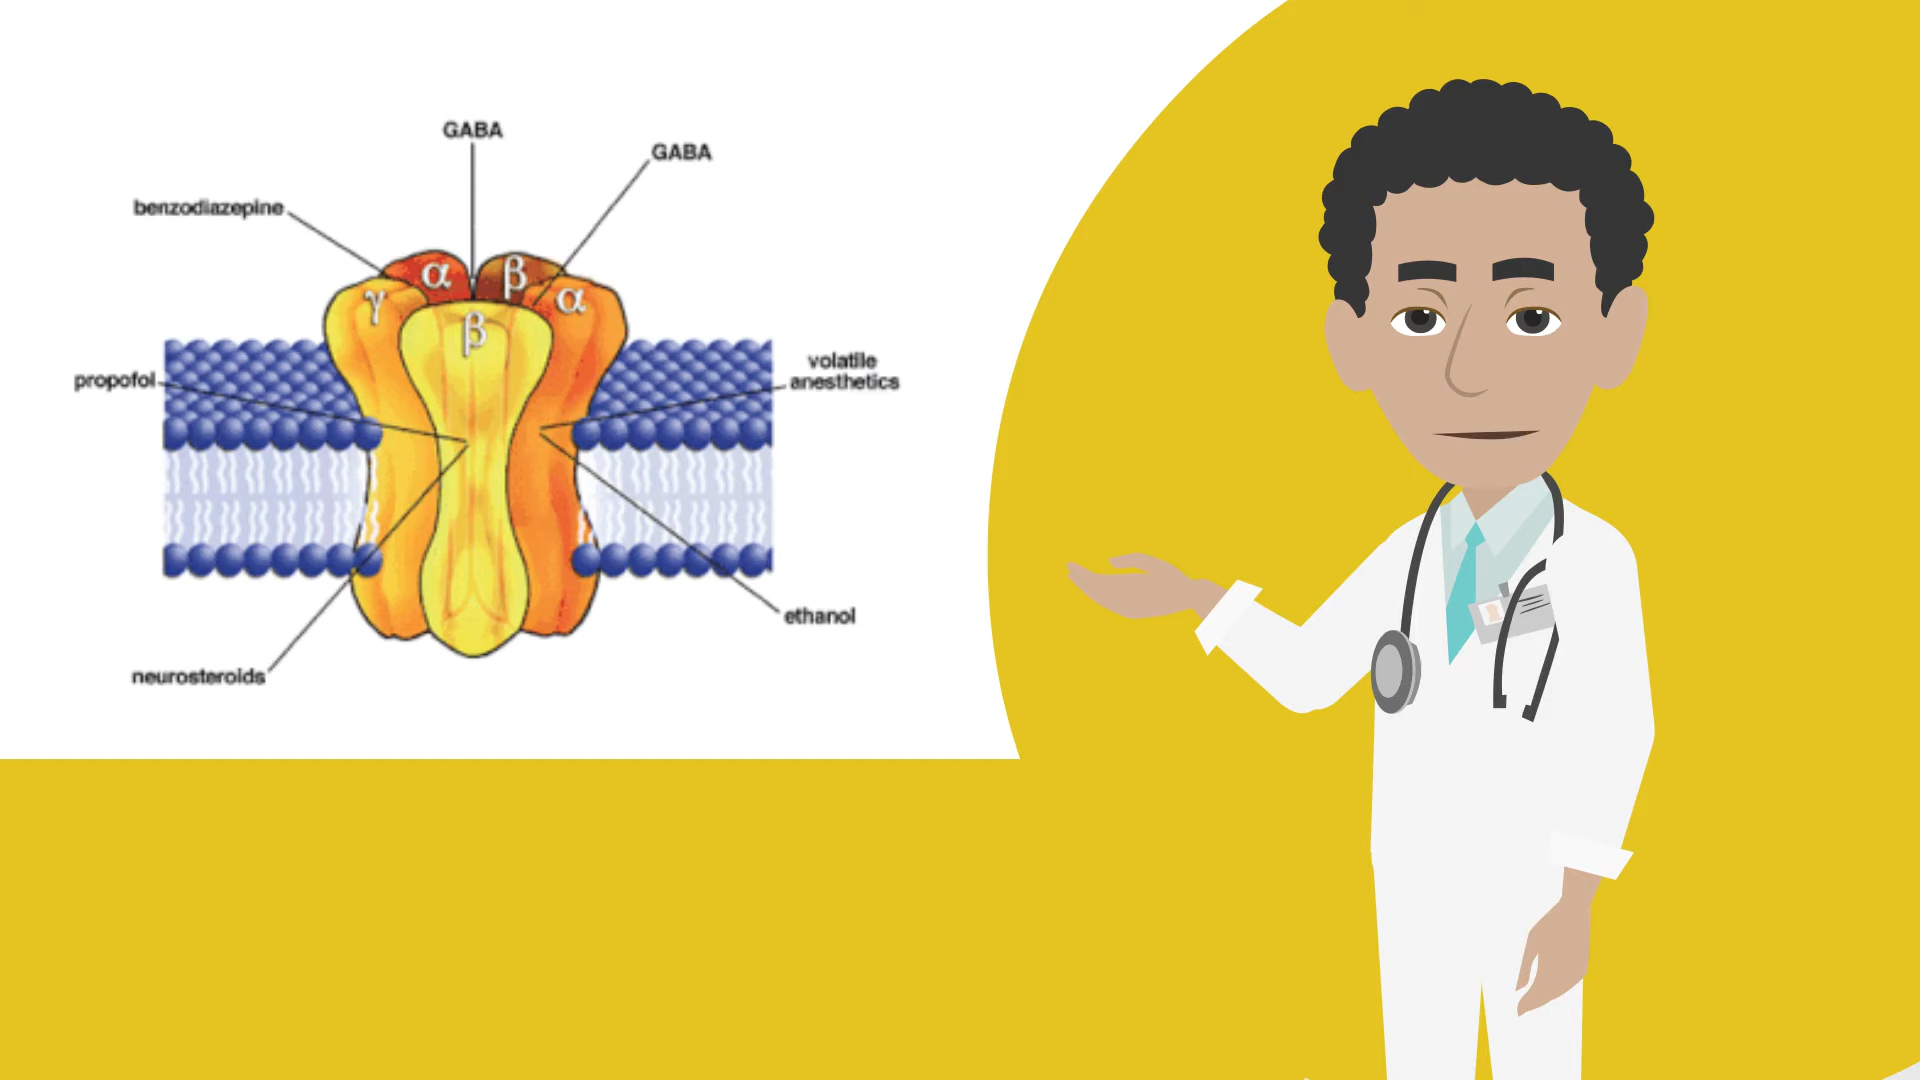 GABA
GABA
benzodiazepine
α
β
γ
α
β
propofol
volatile
anesthetics
ethanol
neurosteroids